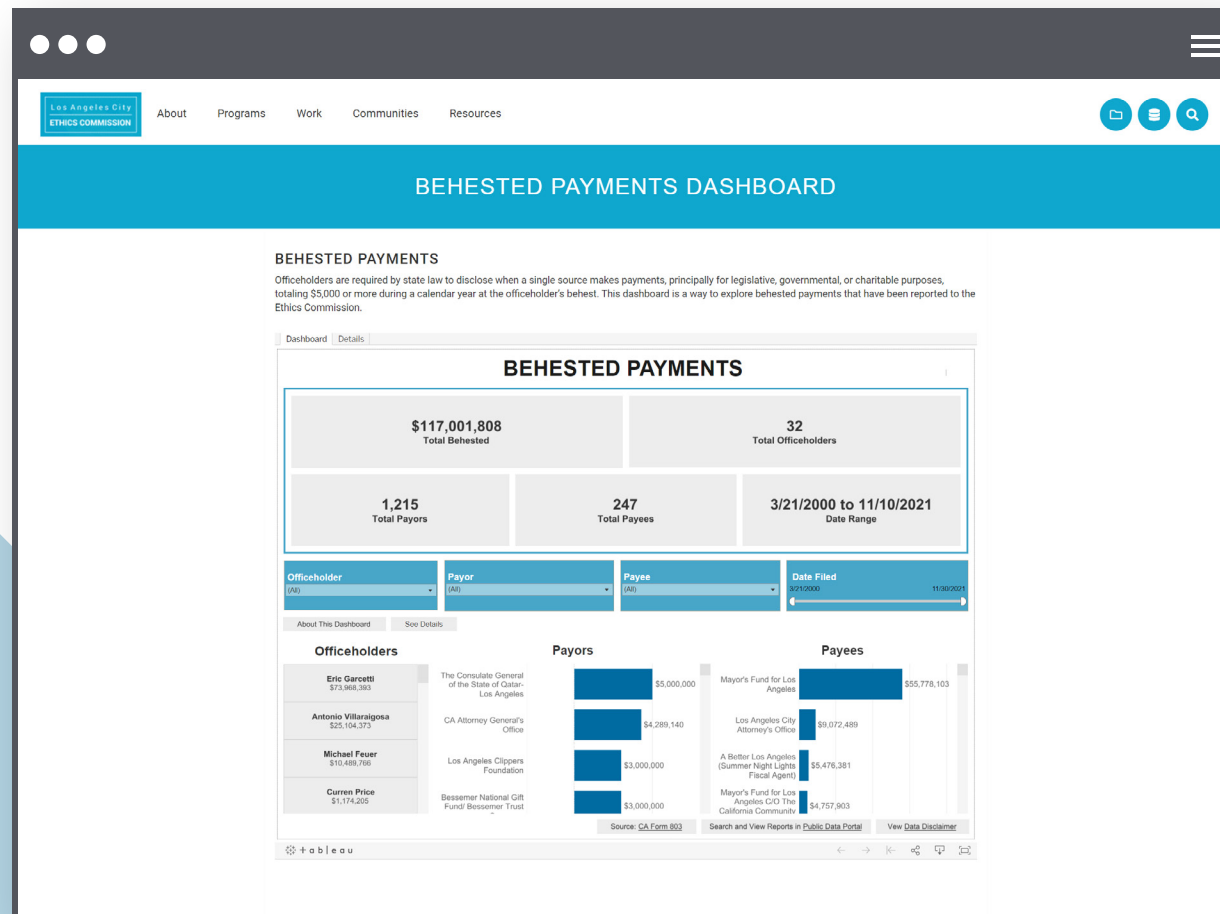 Los Angeles City
ETHICS COMMISSION
About
Programs
Work
Communities
Resources
BEHESTED PAYMENTS DASHBOARD
BEHESTED PAYMENTS
Officeholders are required by state law to disclose when a single source makes payments, principally for legislative, governmental, or charitable purposes,
totaling $5,000 or more during a calendar year at the officeholder's behest. This dashboard is a way to explore behested payments that have been reported to the
Ethics Commission.
Dashboard
Details
BEHESTED PAYMENTS
$117,001,808
Total Behested
32
Total Officeholders
1,215
Total Payors
247
Total Payees
3/21/2000 to 11/10/2021
Date Range
Officeholder
(All)
Payor
(All)
Payee
(All)
Date Filed
3/21/2000
11/30/2021
About This Dashboard
See Details
Officeholders
Eric Garcetti
$73,968,393
Antonio Villaraigosa
$25,104,373
Michael Feuer
$10,489,766
Curren Price
$1,174,205
Payors
The Consulate General
of the State of Qatar-
Los Angeles
$5,000,000
CA Attorney General's
Office
$4,289,140
Los Angeles Clippers
Foundation
$3,000,000
Bessemer National Gift
Fund/ Bessemer Trust
$3,000,000
Payees
Mayor's Fund for Los
Angeles
$55,778,103
Los Angeles City
Attorney's Office
$9,072,489
A Better Los Angeles
(Summer Night Lights
Fiscal Agent)
$5,476,381
Mayor's Fund for Los
Angeles C/O The
California Community
$4,757,903
Source: CA Form 803
Search and View Reports in Public Data Portal
Vew Data Disclaimer
+ableau